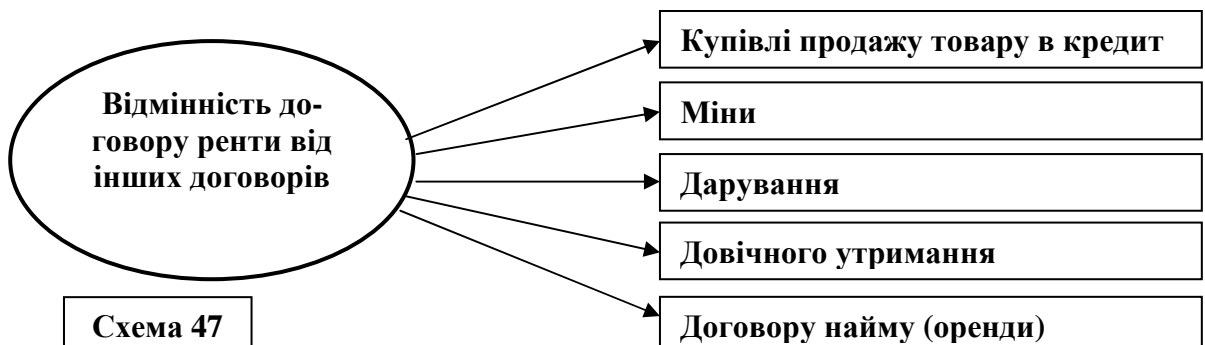 Відмінність до-
говору ренти від
інших договорів
Купівлі продажу товару в кредит
Міни
Дарування
Довічного утримання
Договору найму (оренди)
Схема 47